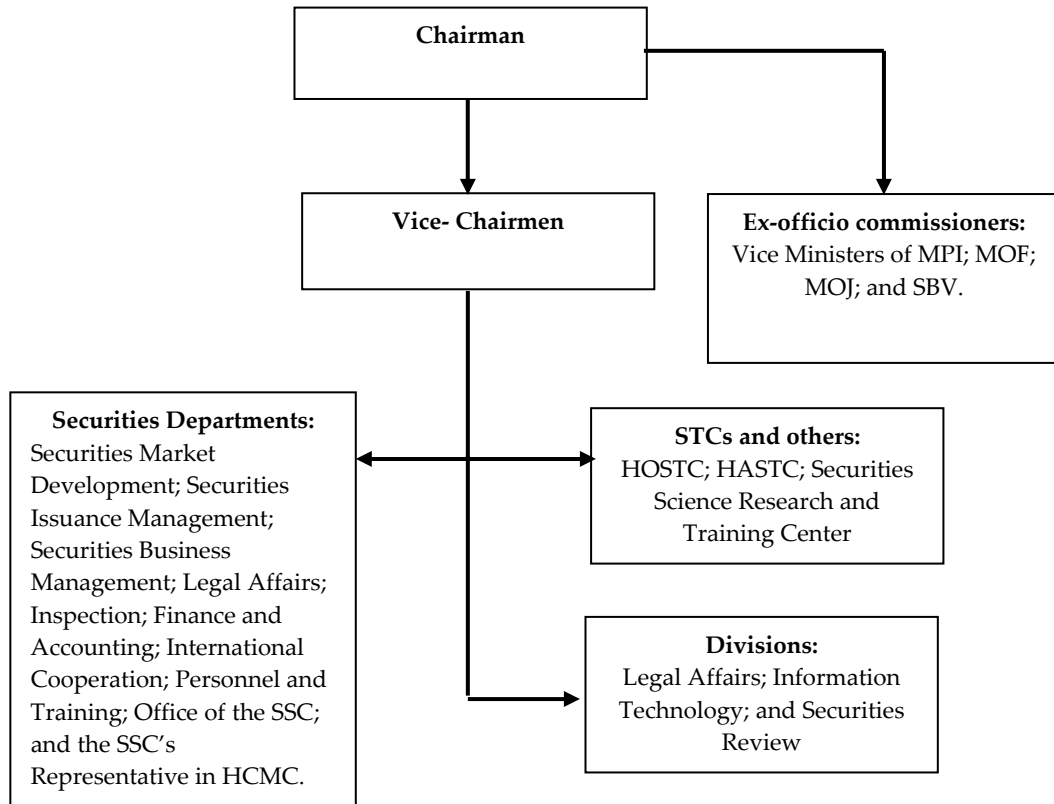 Chairman
Vice- Chairmen
Ex-officio commissioners:
Vice Ministers of MPI; MOF;
MOJ; and SBV.
Securities Departments:
Securities Market
Development; Securities
Issuance Management;
Securities Business
Management; Legal Affairs;
Inspection; Finance and
Accounting; International
Cooperation; Personnel and
Training; Office of the SSC;
and the SSC’s
Representative in HCMC.
STCs and others:
HOSTC; HASTC; Securities
Science Research and
Training Center
Divisions:
Legal Affairs; Information
Technology; and Securities
Review